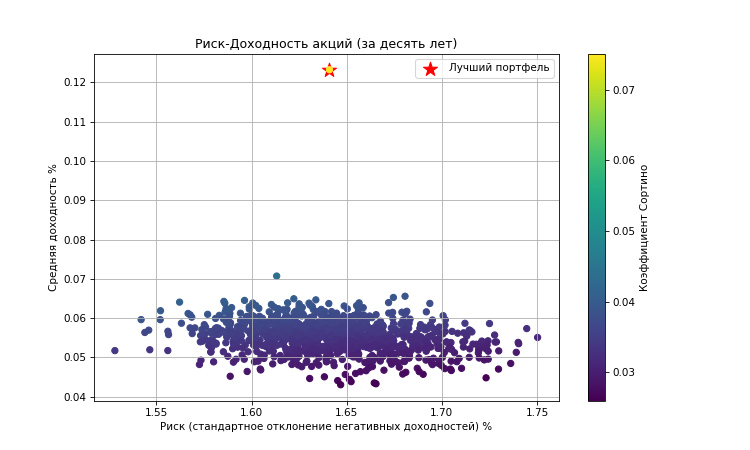 Риск-Доходность акций (за десять лет)
Лучший портфель
Средняя доходность %
0.12
0.11
0.10
0.09
0.08
0.07
0.06
0.05
0.04
1.55 1.60 1.65 1.70 1.75
Риск (стандартное отклонение негативных доходностей) %
0.07
0.06
0.05
0.04
0.03
Коэффициент Сортино